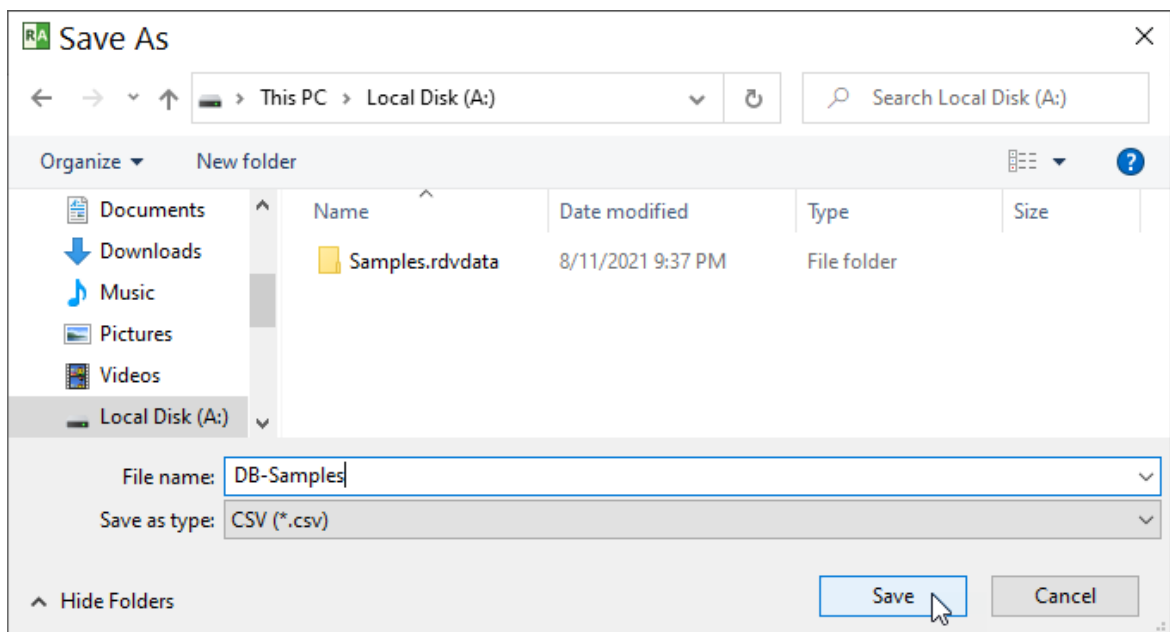 RA Save As
This PC > Local Disk (A:)
Search Local Disk (A:)
Organize
New folder
?
Documents
Downloads
Music
Pictures
Videos
Local Disk (A:)
Name Date modified Type Size
Samples.rdvdata 8/11/2021 9:37 PM File folder
File name: DB-Samples
Save as type: CSV (*.csv)
Hide Folders
Save
Cancel